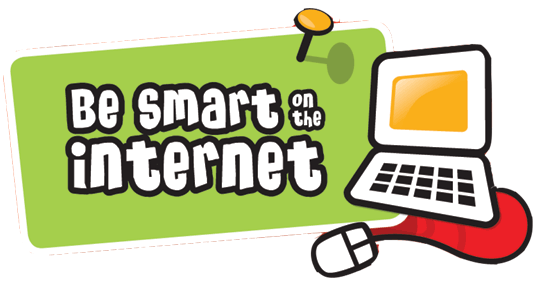 Be smart on the
internet